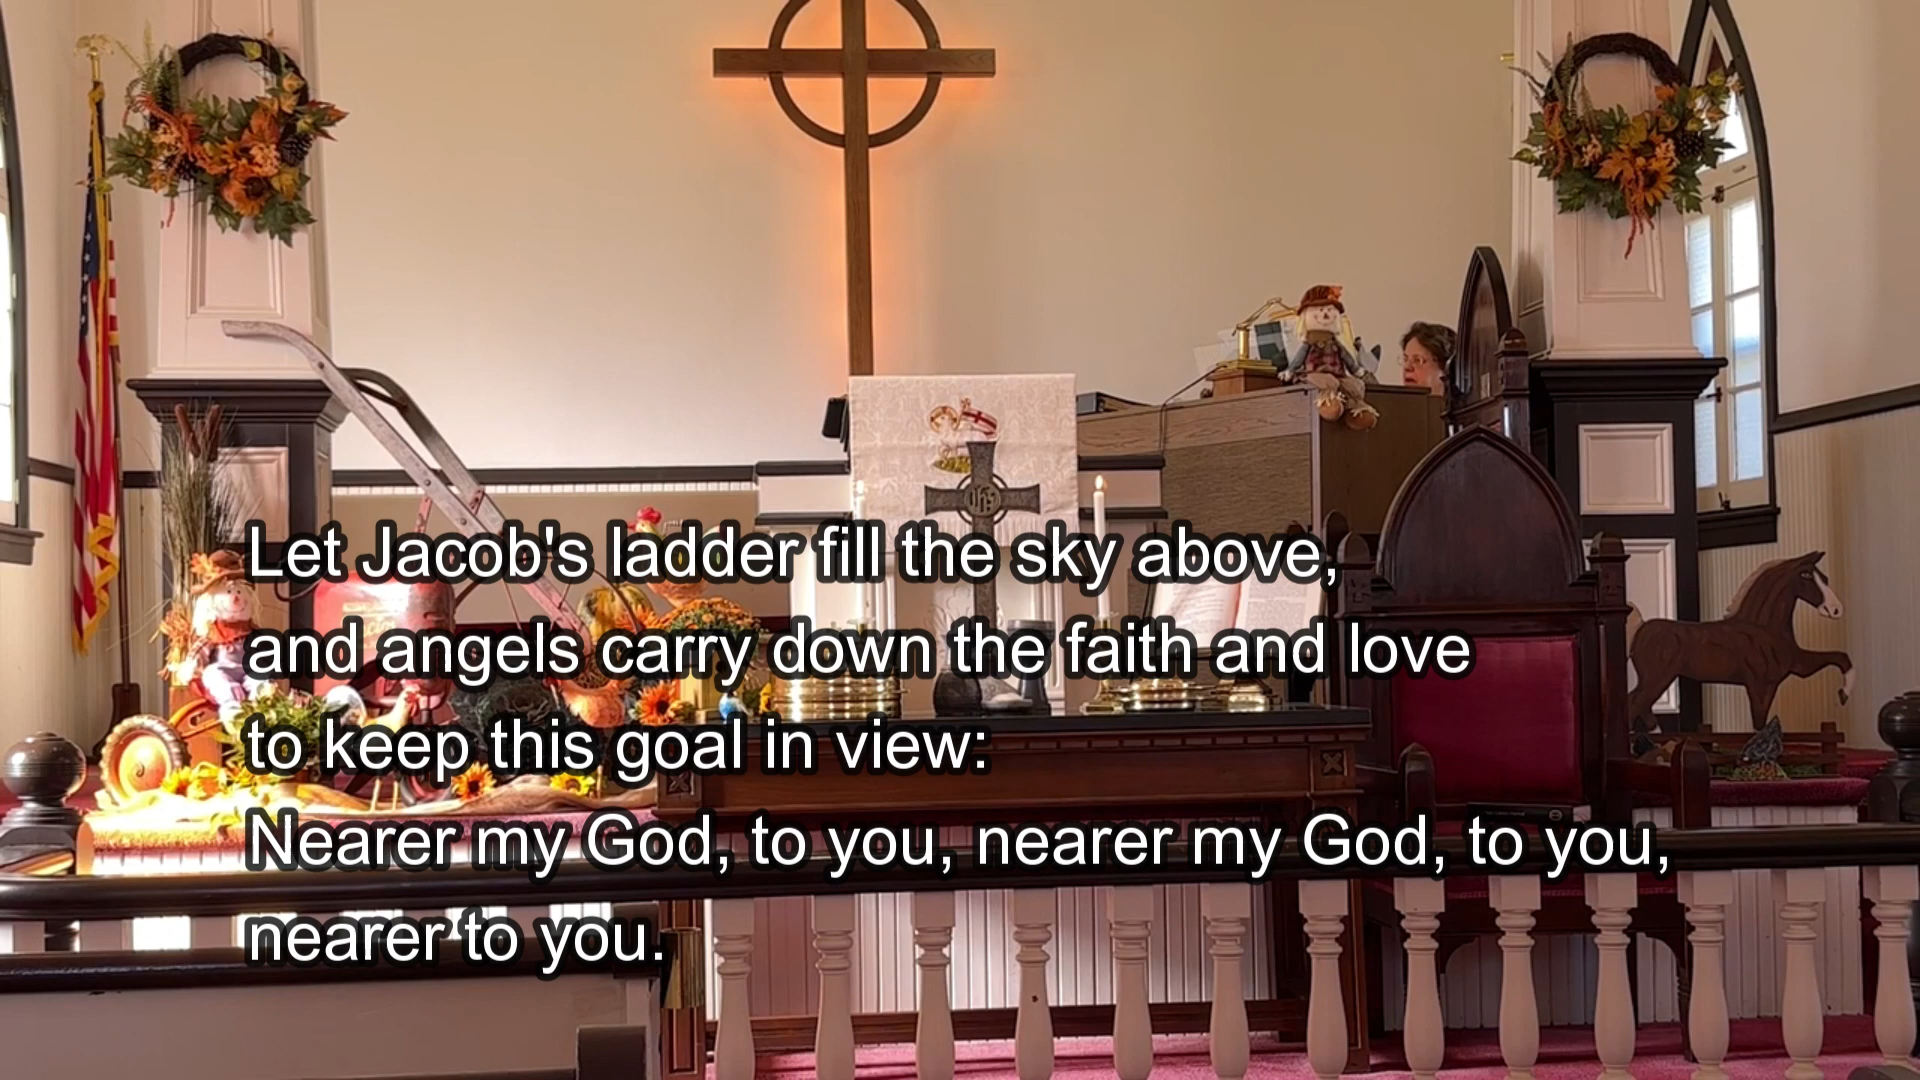 Let Jacob's ladder fill the sky above,
and angels carry down the faith and love
to keep this goal in view:
Nearer my God, to you, nearer my God, to you,
nearer to you.